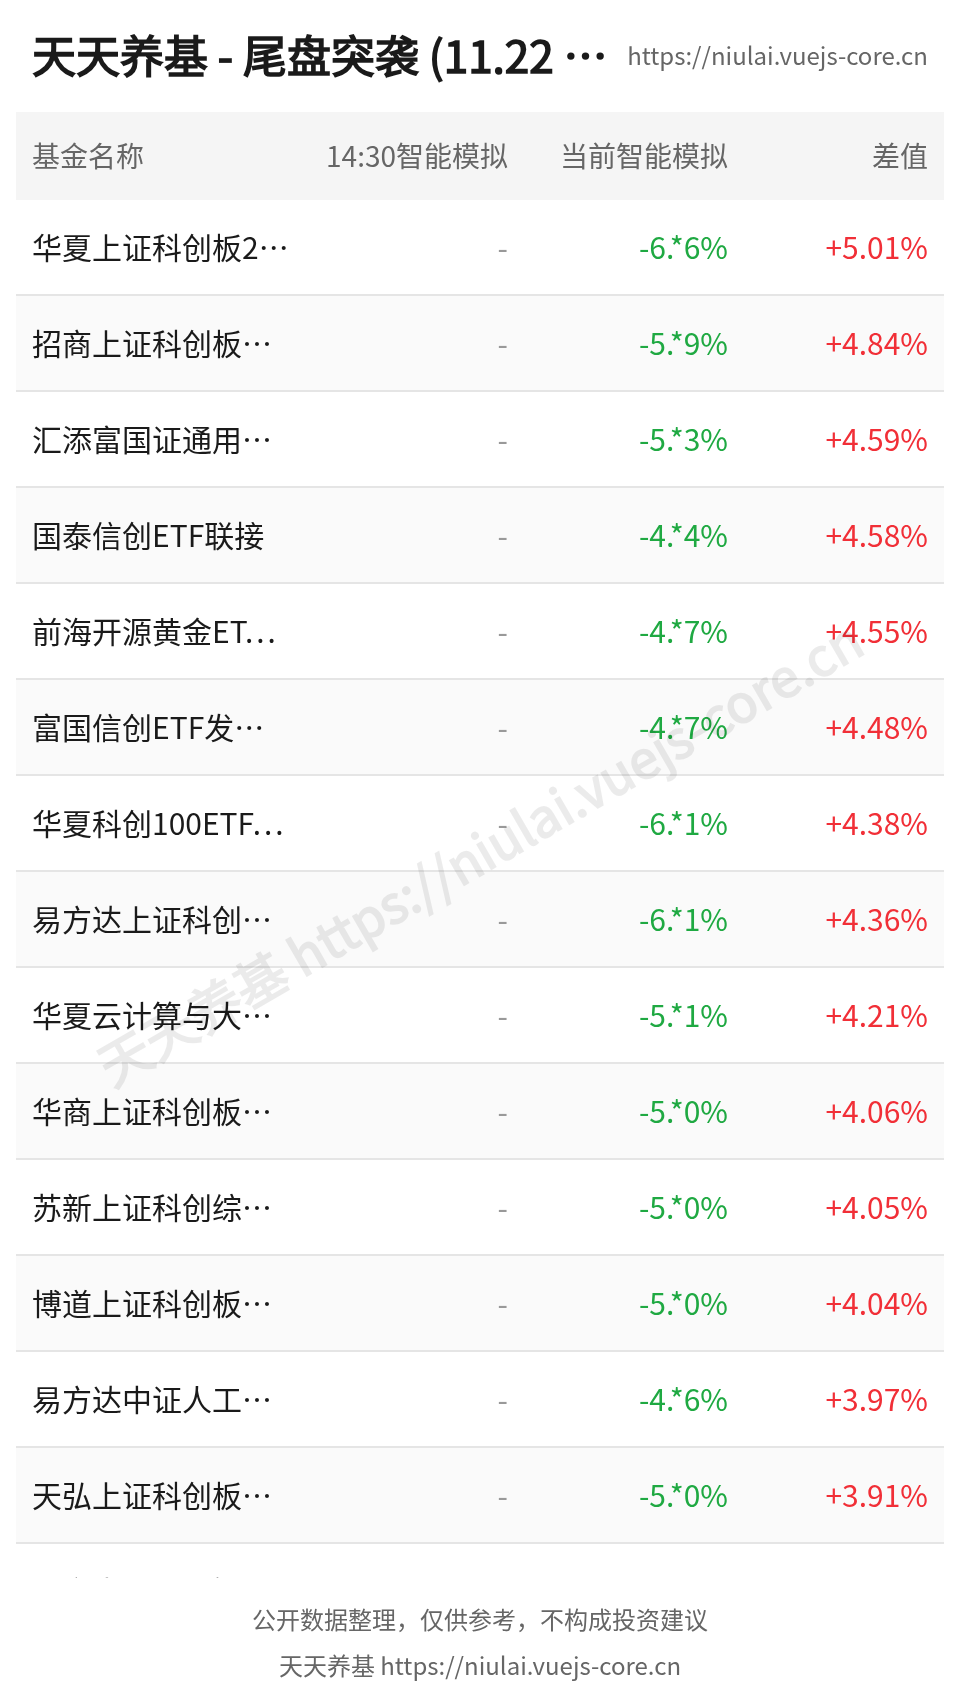 天天养基 - 尾盘突袭 (11.22 ··· https://niulai.vuejs-core.cn
基金名称 14:30智能模拟 当前智能模拟 差值
华夏上证科创板2··· - -6.*6% +5.01%
招商上证科创板··· - -5.*9% +4.84%
汇添富国证通用··· - -5.*3% +4.59%
国泰信创ETF联接 - -4.*4% +4.58%
前海开源黄金ET... - -4.*7% +4.55%
富国信创ETF发··· - -4.*7% +4.48%
华夏科创100ETF... - -6.*1% +4.38%
易方达上证科创··· - -6.*1% +4.36%
华夏云计算与大··· - -5.*1% +4.21%
华商上证科创板··· - -5.*0% +4.06%
苏新上证科创综··· - -5.*0% +4.05%
博道上证科创板··· - -5.*0% +4.04%
易方达中证人工··· - -4.*6% +3.97%
天弘上证科创板··· - -5.*0% +3.91%
天天养基 https://niulai.vuejs-core.cn
公开数据整理，仅供参考，不构成投资建议
天天养基 https://niulai.vuejs-core.cn